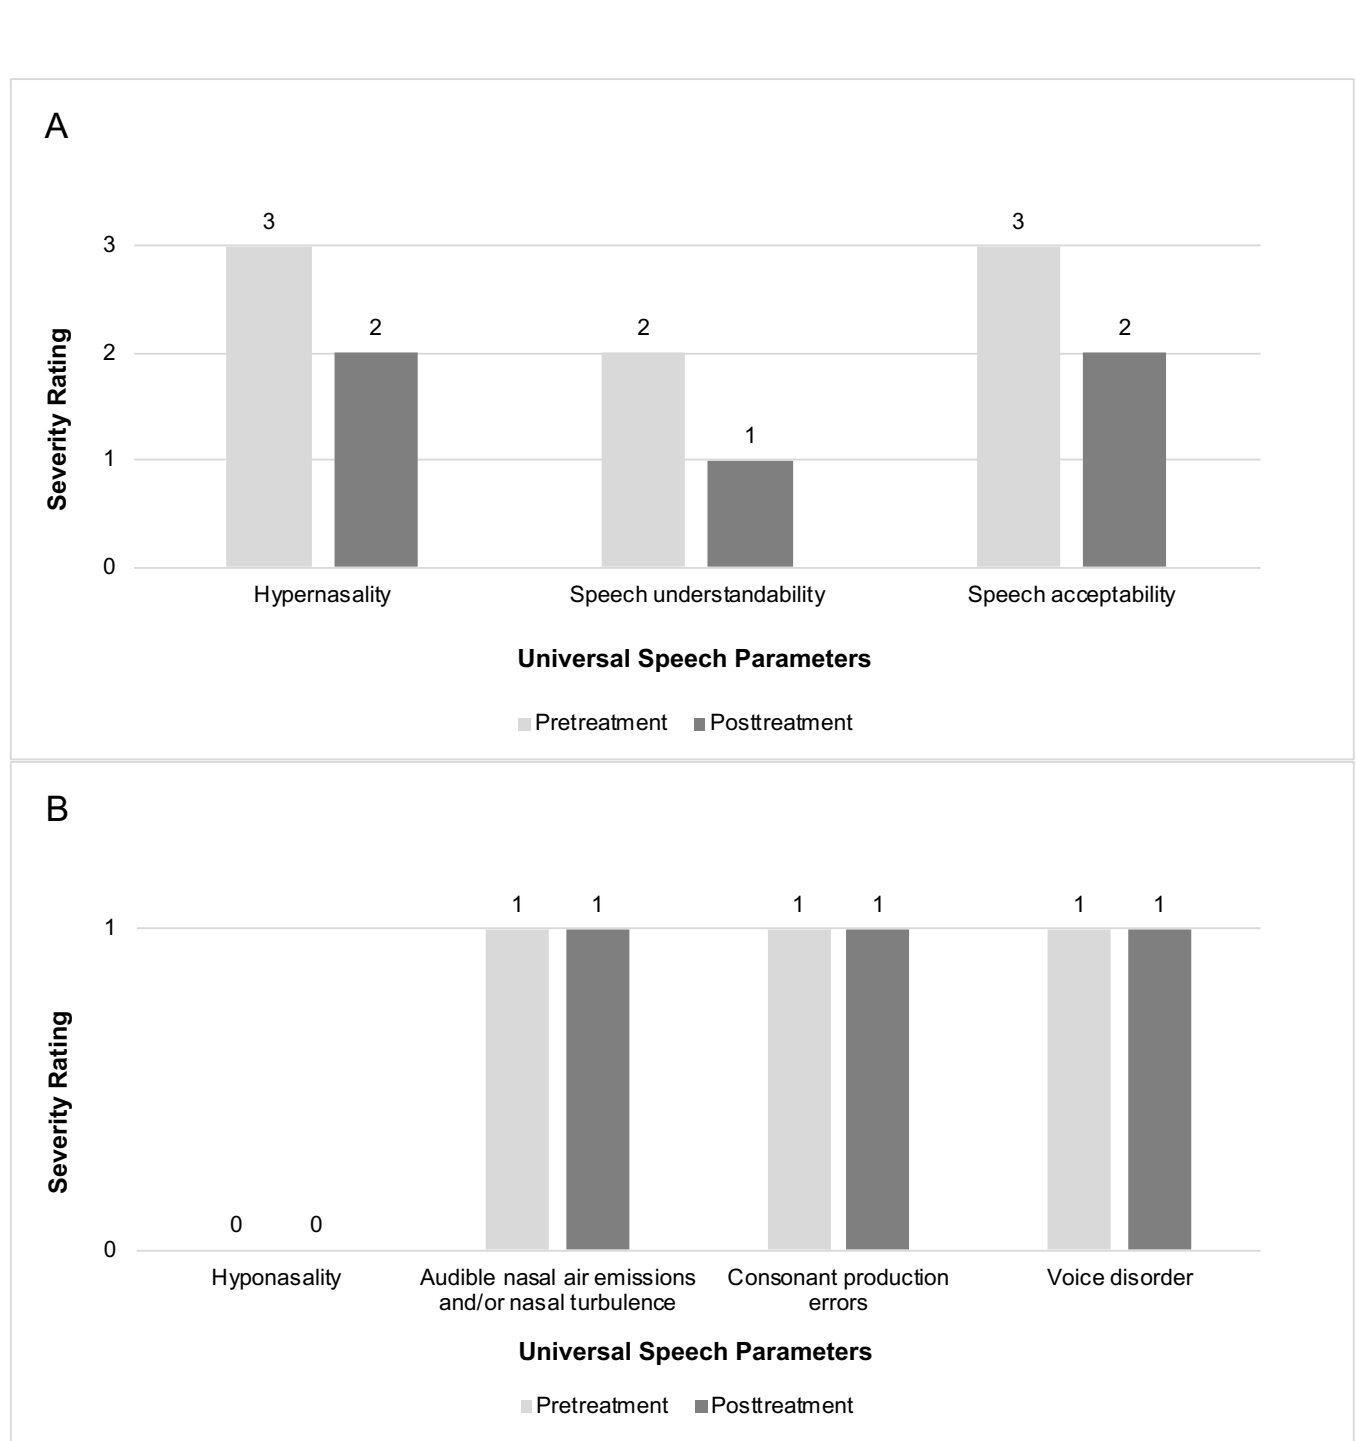 A
3
3
3
2
2
2
2
1
1
0
Severity Rating
Hypernasality
Speech understandability
Speech acceptability
Universal Speech Parameters
Pretreatment
Posttreatment
B
1
1
1
1
1
1
1
0
0
0
Severity Rating
Hyponasality
Audible nasal air emissions
and/or nasal turbulence
Consonant production
errors
Voice disorder
Universal Speech Parameters
Pretreatment
Posttreatment